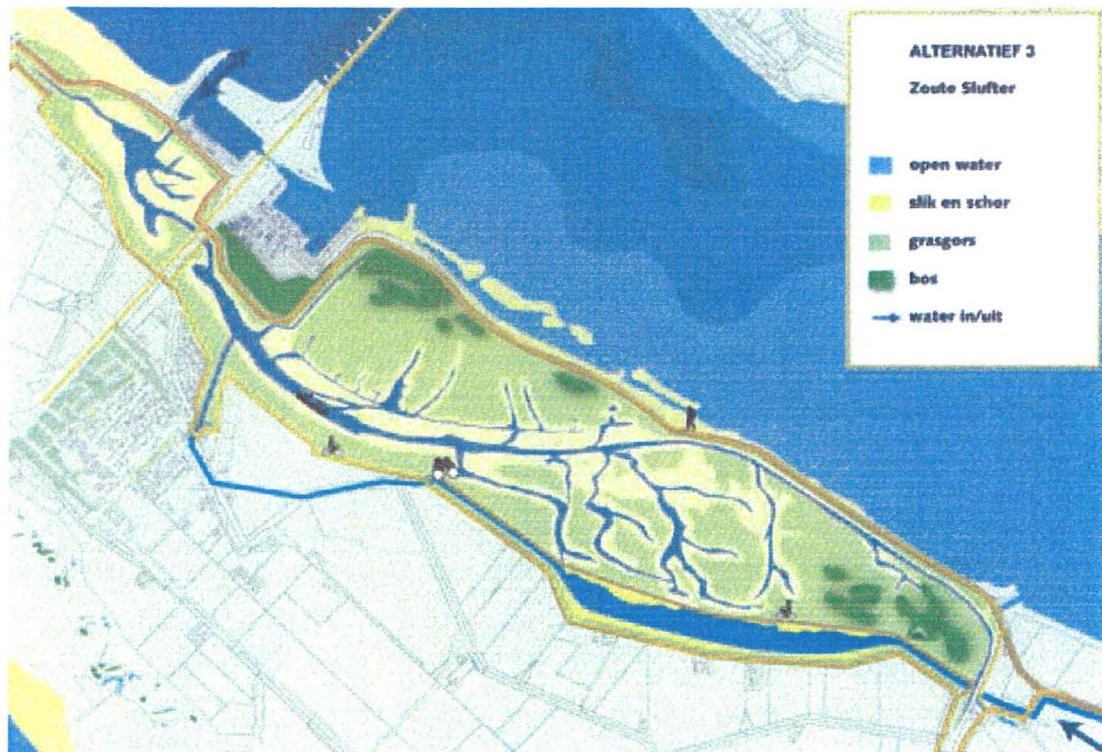 ALTERNATIEF 3
Zoute Slufter
open water
slik en schor
grasgors
bos
water in/uit